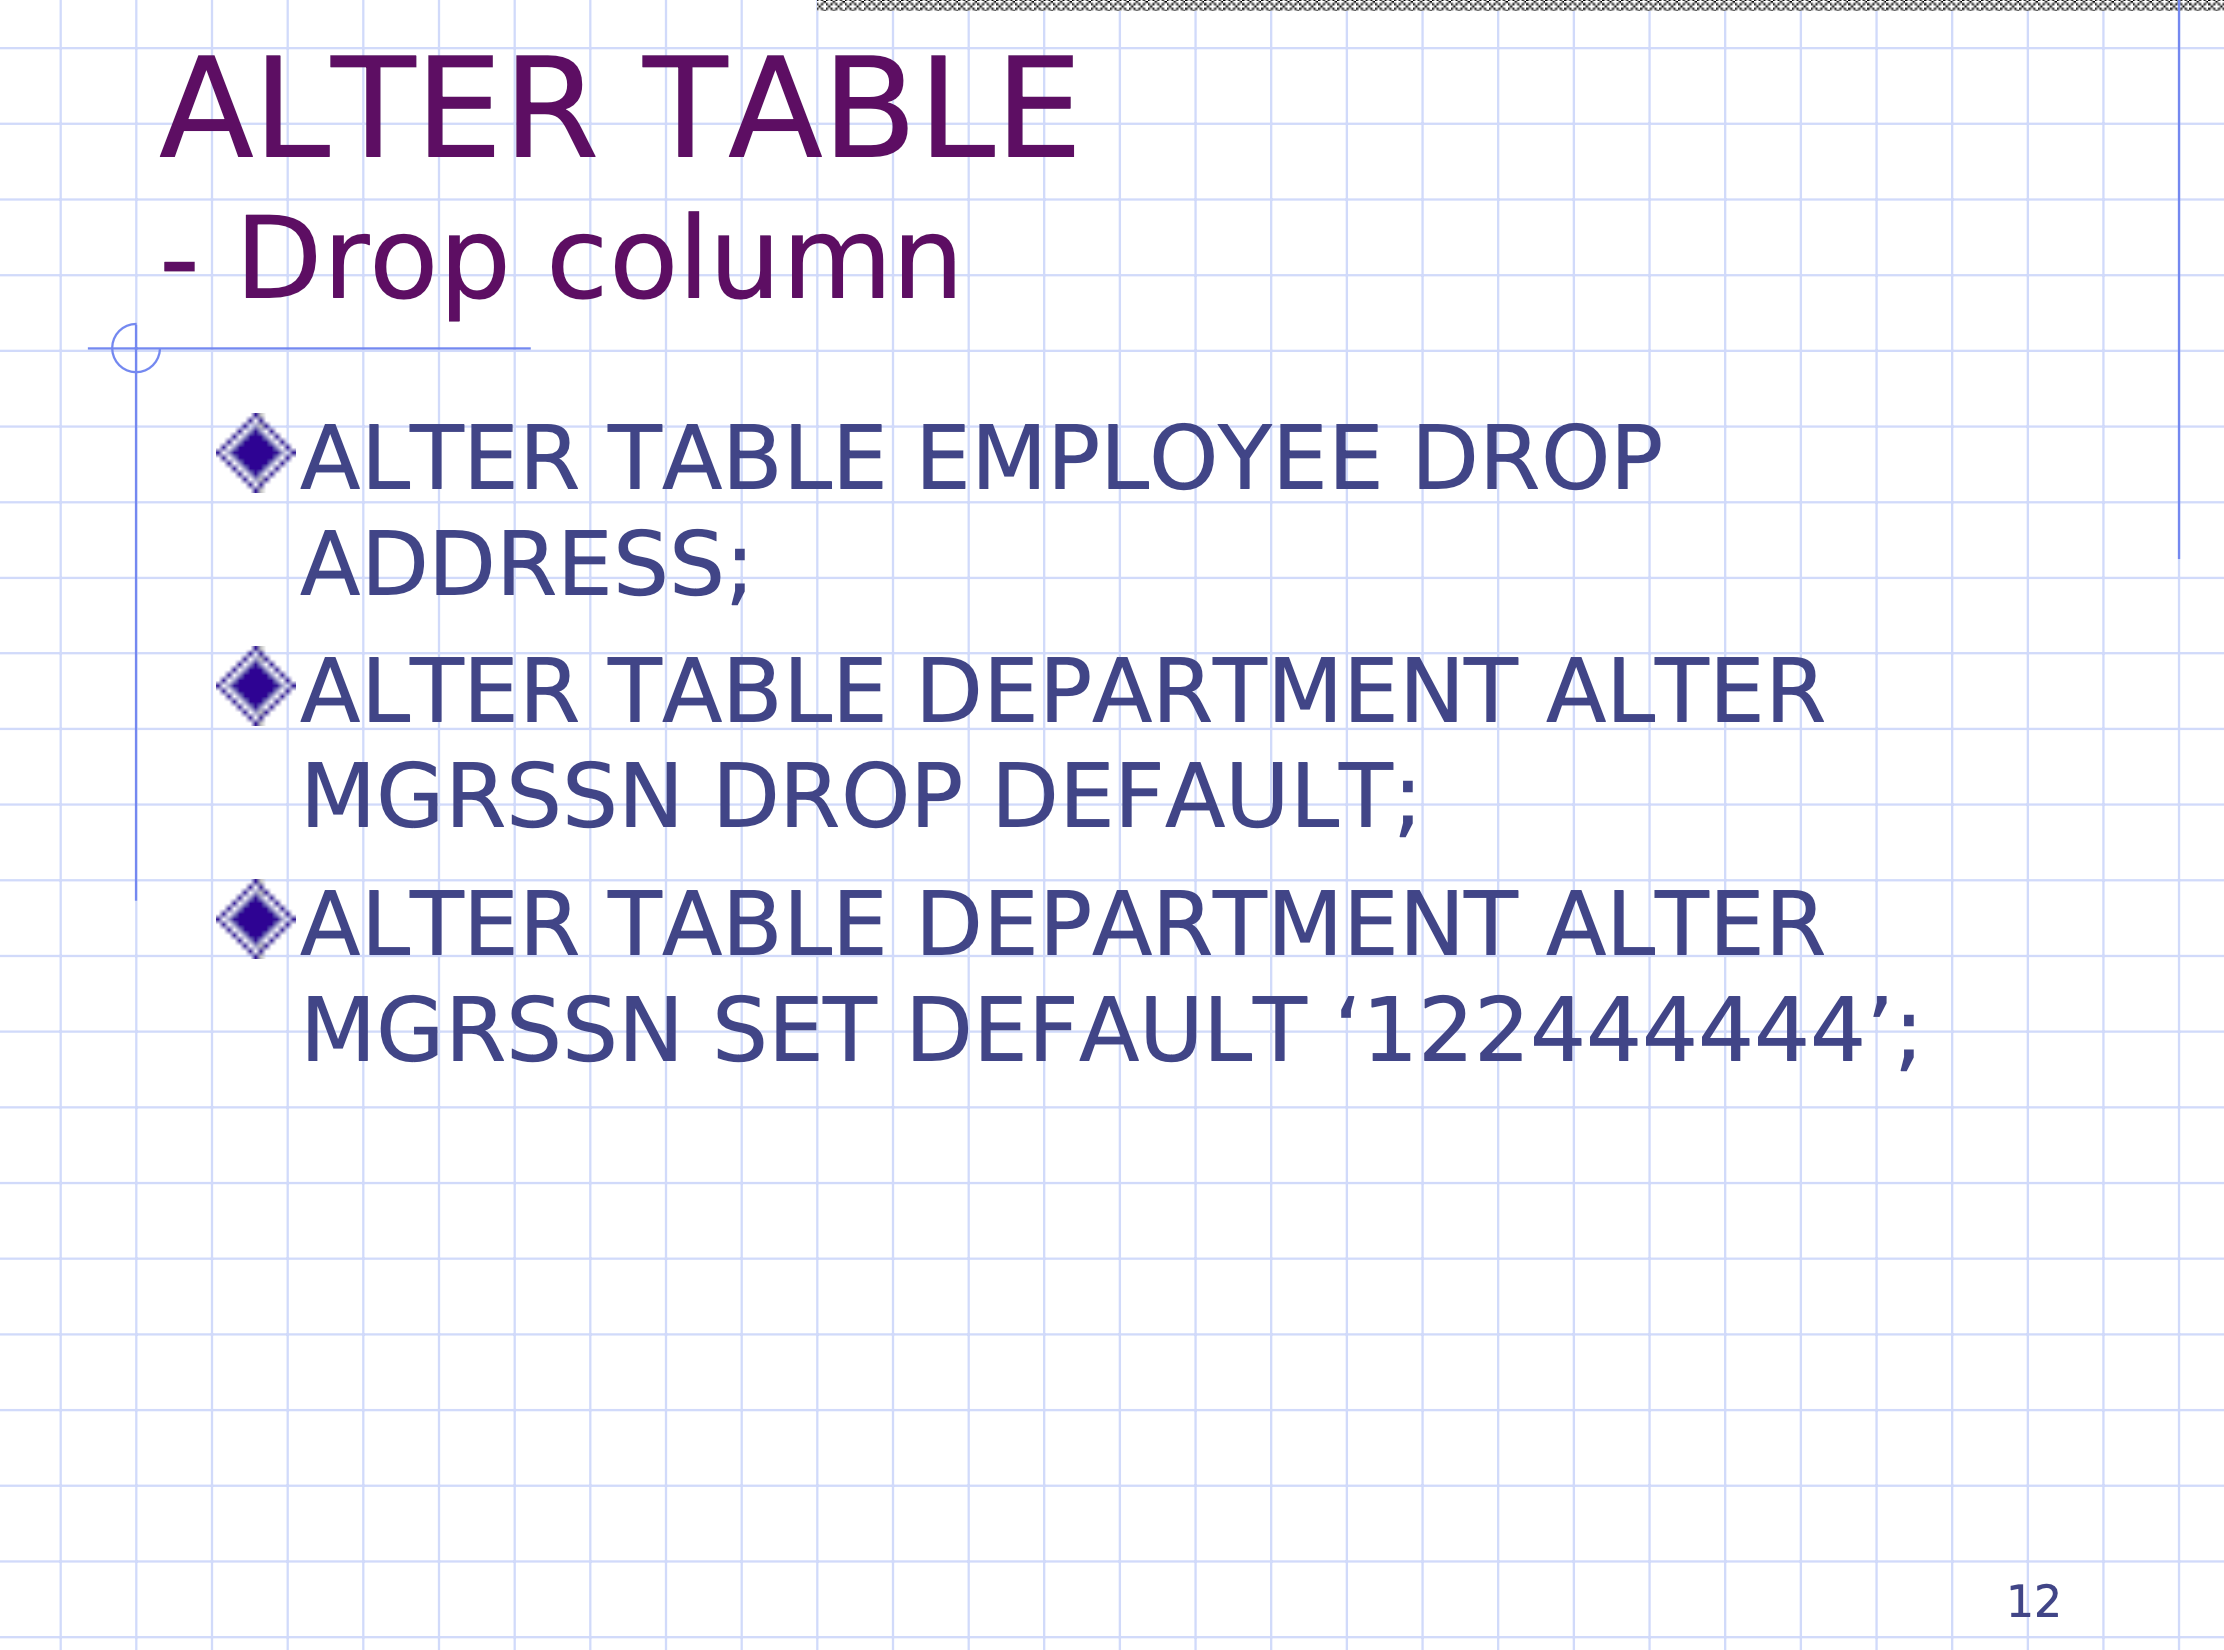 ALTER TABLE
- Drop column
ALTER TABLE EMPLOYEE DROP
ADDRESS;
ALTER TABLE DEPARTMENT ALTER
MGRSSN DROP DEFAULT;
ALTER TABLE DEPARTMENT ALTER
MGRSSN SET DEFAULT ‘122444444’;
12